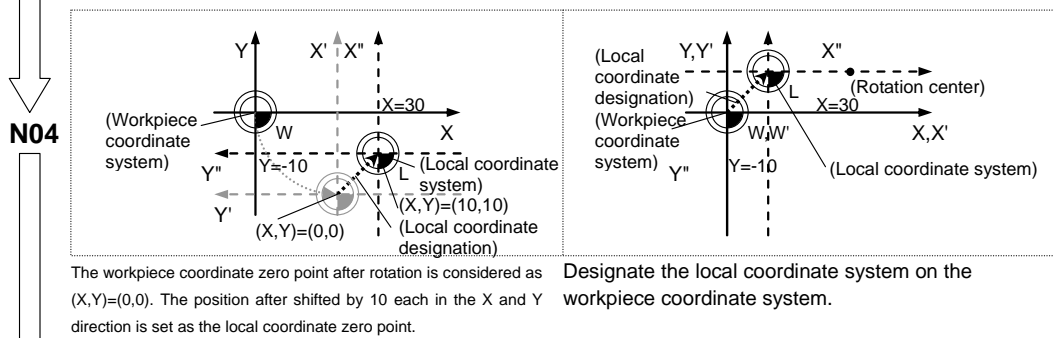 N04
Y X' X"
(Workpiece
coordinate
system)
W
X=30
X
Y"
Y=-10
L
(Local coordinate
system)
Y'
(X,Y)=(10,10)
(X,Y)=(0,0)
(Local coordinate
designation)
(Local
coordinate
designation)
Y,Y'
X"
(Rotation center)
L
X=30
(Workpiece
coordinate
system)
W,W'
X,X'
Y"
Y=-10
(Local coordinate system)
The workpiece coordinate zero point after rotation is considered as
(X,Y)=(0,0). The position after shifted by 10 each in the X and Y
direction is set as the local coordinate zero point.
Designate the local coordinate system on the
workpiece coordinate system.